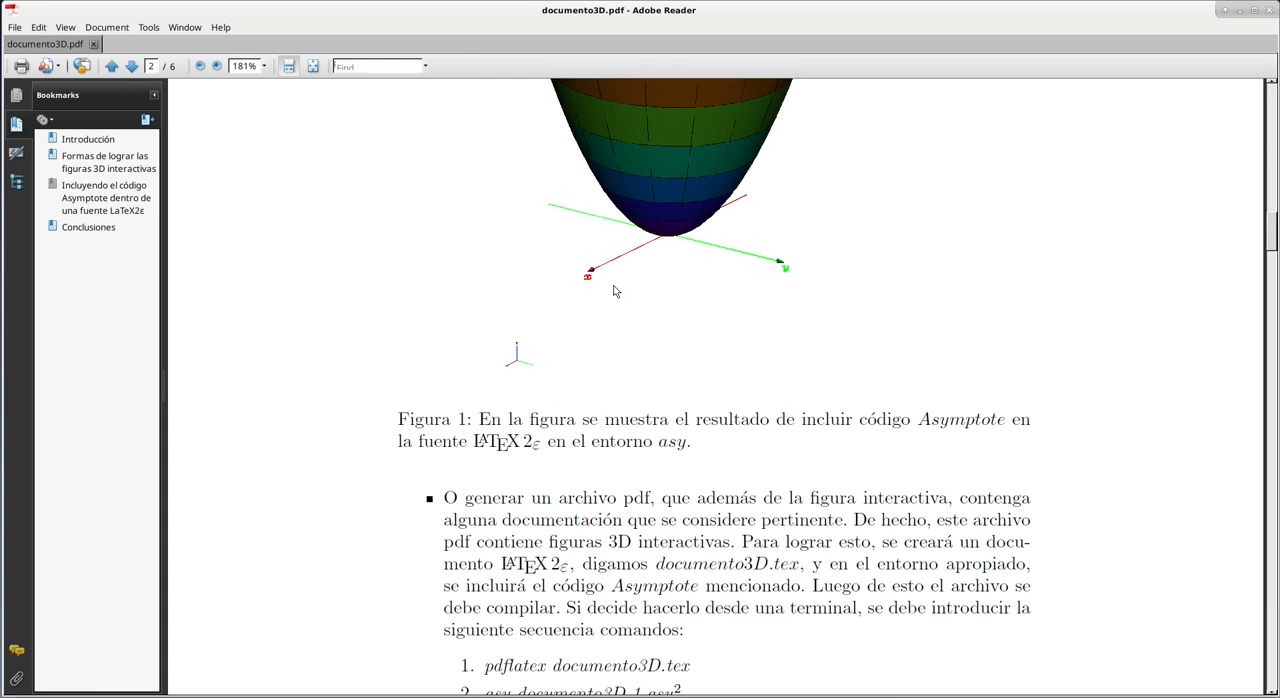 documento3D.pdf - Adobe Reader
File Edit View Document Tools Window Help
documento3D.pdf
2 / 6 181% Find
Bookmarks
Introducción
Formas de lograr las
figuras 3D interactivas
Incluyendo el código
Asymptote dentro de
una fuente LaTeX2ε
Conclusiones
x
y
Figura 1: En la figura se muestra el resultado de incluir código Asymptote en
la fuente LATEX 2ε en el entorno asy.
▪ O generar un archivo pdf, que además de la figura interactiva, contenga
alguna documentación que se considere pertinente. De hecho, este archivo
pdf contiene figuras 3D interactivas. Para lograr esto, se creará un docu-
mento LATEX 2ε, digamos documento3D.tex, y en el entorno apropiado,
se incluirá el código Asymptote mencionado. Luego de esto el archivo se
debe compilar. Si decide hacerlo desde una terminal, se debe introducir la
siguiente secuencia comandos:
1. pdflatex documento3D.tex
2. asy documento3D-1.asy²